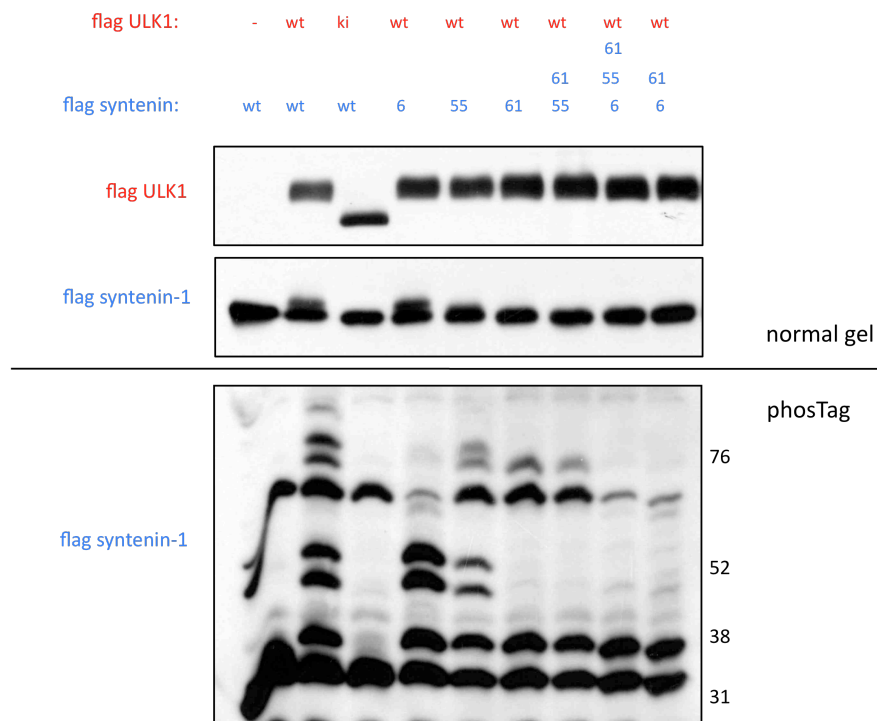 flag ULK1: - wt ki wt wt wt wt wt wt
61
61 55 61
flag syntenin: wt wt wt 6 55 61 55 6 6
flag ULK1
flag syntenin-1
normal gel
phosTag
76
flag syntenin-1
52
38
31